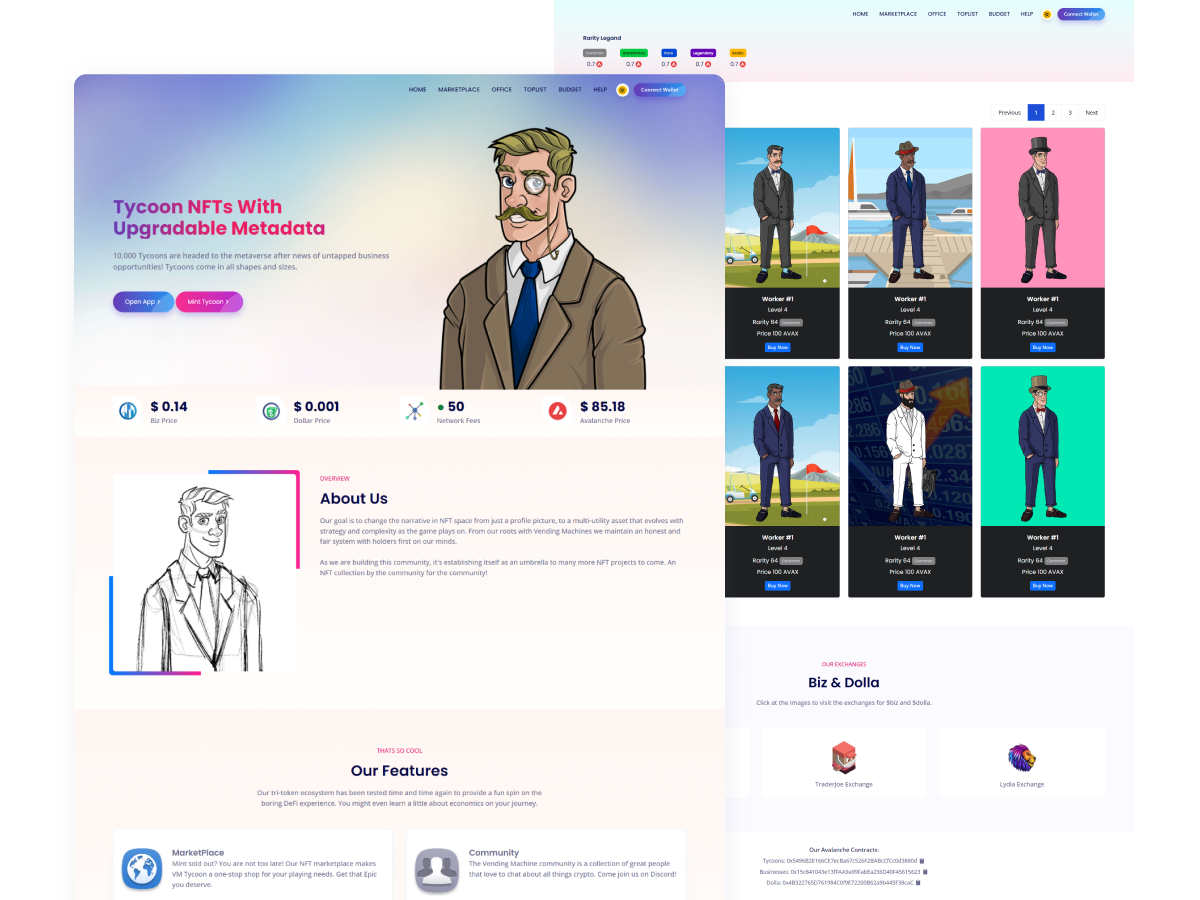 HOME MARKETPLACE OFFICE TOPLIST BUDGET HELP Connect Wallet
Rarity Legand
Common Rare Legendary Exotic
0.7 0.7 0.7 0.7 0.7
HOME MARKETPLACE OFFICE TOPLIST BUDGET HELP Connect Wallet
Tycoon NFTs With
Upgradable Metadata
10,000 Tycoons are headed to the metaverse after news of untapped business
opportunities! Tycoons come in all shapes and sizes.
Open App Mint Tycoon
$ 0.14
Biz Price
$ 0.001
Dollar Price
50
Network Fees
$ 85.18
Avalanche Price
OVERVIEW
About Us
Our goal is to change the narrative in NFT space from just a profile picture, to a multi-utility asset that evolves with
strategy and complexity as the game plays on. From our roots with Vending Machines we maintain an honest and
fair system with holders first on our minds.
As we are building this community, it's establishing itself as an umbrella to many more NFT projects to come. An
NFT collection by the community for the community!
THATS SO COOL
Our Features
Our tri-token ecosystem has been tested time and time again to provide a fun spin on the
boring DeFi experience. You might even learn a little about economics on your journey.
MarketPlace
Mint sold out? You are not too late! Our NFT marketplace makes
VM Tycoon a one-stop shop for your playing needs. Get that Epic
you deserve.
Community
The Vending Machine community is a collection of great people
that love to chat about all things crypto. Come join us on Discord!
Previous 1 2 3 Next
Worker #1
Level 4
Rarity 64 Common
Price 100 AVAX
Buy Now
Worker #1
Level 4
Rarity 64 Common
Price 100 AVAX
Buy Now
Worker #1
Level 4
Rarity 64 Common
Price 100 AVAX
Buy Now
Worker #1
Level 4
Rarity 64 Common
Price 100 AVAX
Buy Now
Worker #1
Level 4
Rarity 64 Common
Price 100 AVAX
Buy Now
Worker #1
Level 4
Rarity 64 Common
Price 100 AVAX
Buy Now
OUR EXCHANGES
Biz & Dolla
Click at the images to visit the exchanges for $biz and $dolla.
TraderJoe Exchange
Lydia Exchange
Our Avalanche Contracts:
Tycoons:
Businesses:
Dolla: